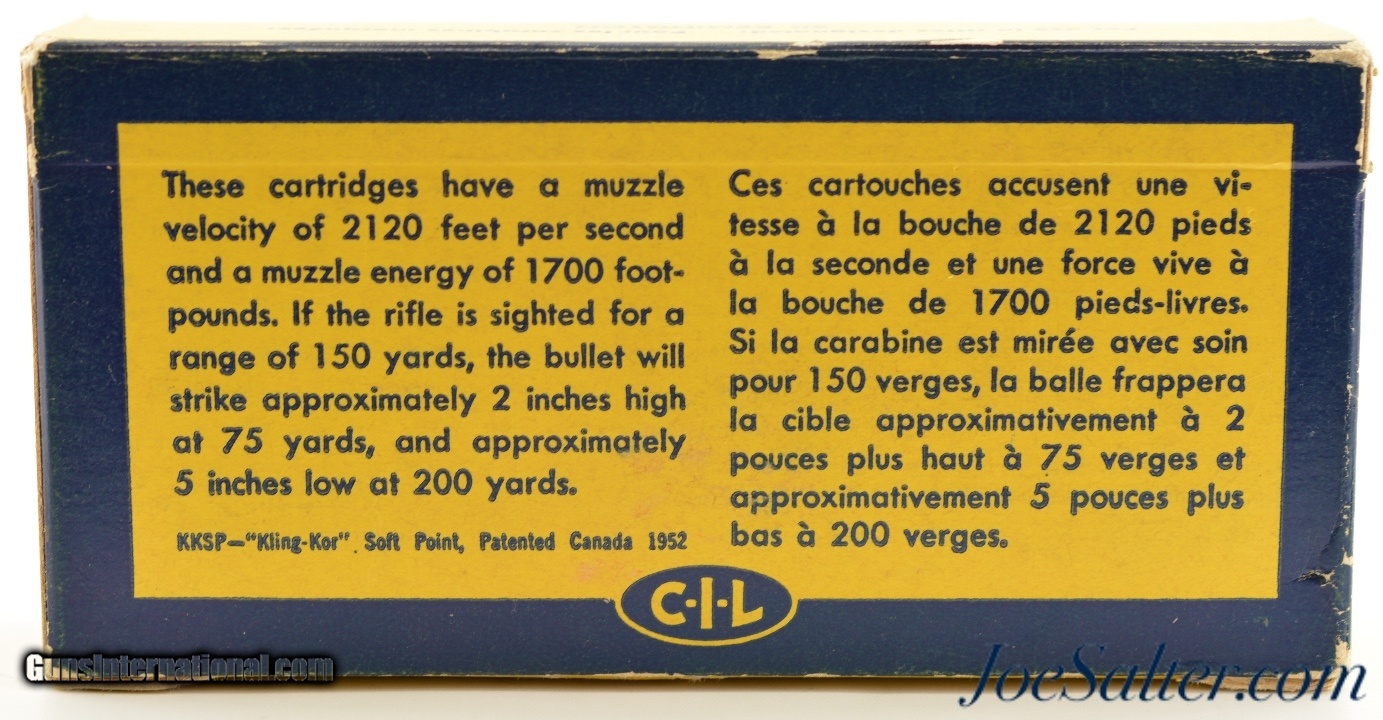 These cartridges have a muzzle
velocity of 2120 feet per second
and a muzzle energy of 1700 foot-
pounds. If the rifle is sighted for a
range of 150 yards, the bullet will
strike approximately 2 inches high
at 75 yards, and approximately
5 inches low at 200 yards.
KKSP—"Kling-Kor". Soft Point, Patented Canada 1952
Ces cartouches accusent une vi-
tesse à la bouche de 2120 pieds
à la seconde et une force vive à
la bouche de 1700 pieds-livres.
Si la carabine est mirée avec soin
pour 150 verges, la balle frappera
la cible approximativement à 2
pouces plus haut à 75 verges et
approximativement 5 pouces plus
bas à 200 verges.
C·I·L
GunsInternational.com
JoeSalter.com